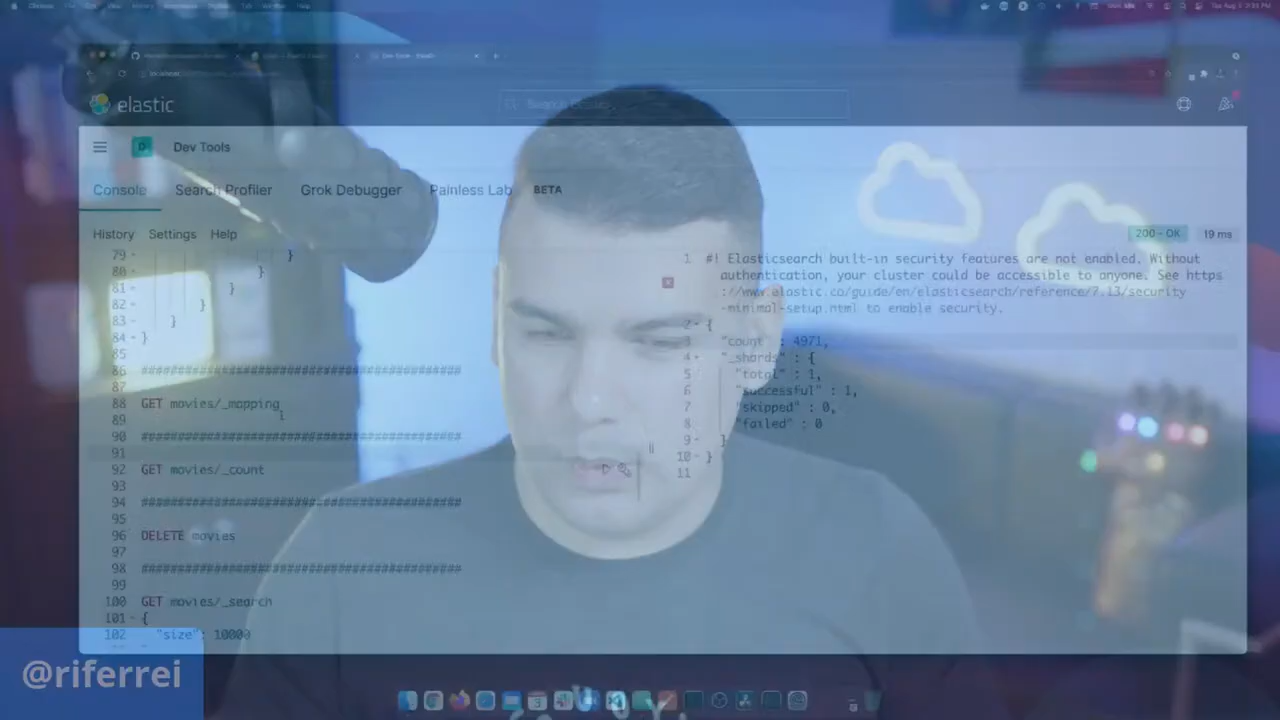 elastic
Search Elastic
D
Dev Tools
Console
Search Profiler
Grok Debugger
Painless Lab
BETA
History
Settings
Help
200 - OK
19 ms
79 }
80 }
81 }
82 }
83 }
84 }
85
86 ###########################################
87
88 GET movies/_mapping
89
90 ###########################################
91
92 GET movies/_count
93
94 ###########################################
95
96 DELETE movies
97
98 ###########################################
99
100 GET movies/_search
101 {
102 "size": 10000
1 #! Elasticsearch built-in security features are not enabled. Without
authentication, your cluster could be accessible to anyone. See https
://www.elastic.co/guide/en/elasticsearch/reference/7.13/security
-minimal-setup.html to enable security.
2 {
3 "count" : 4971,
4 "_shards" : {
5 "total" : 1,
6 "successful" : 1,
7 "skipped" : 0,
8 "failed" : 0
9 }
10 }
11
@riferrei